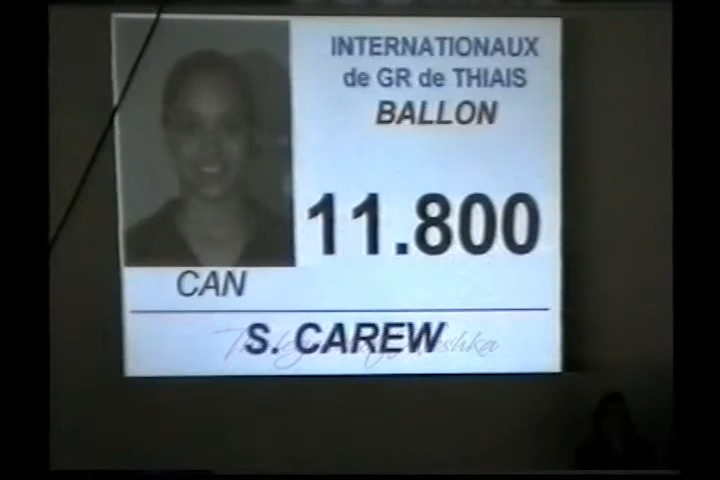 INTERNATIONAUX
de GR de THIAIS
BALLON
11.800
CAN
S. CAREW